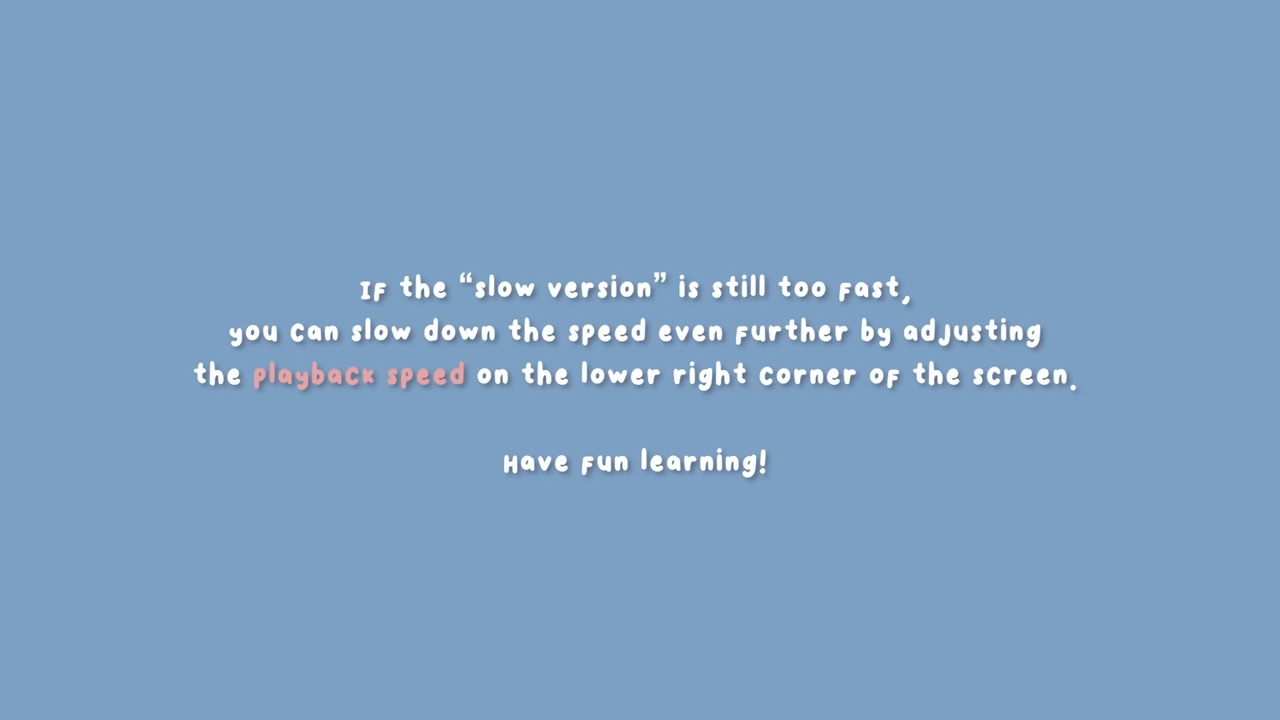 If the “slow version” is still too fast,
you can slow down the speed even further by adjusting
the playback speed on the lower right corner of the screen.
Have fun learning!